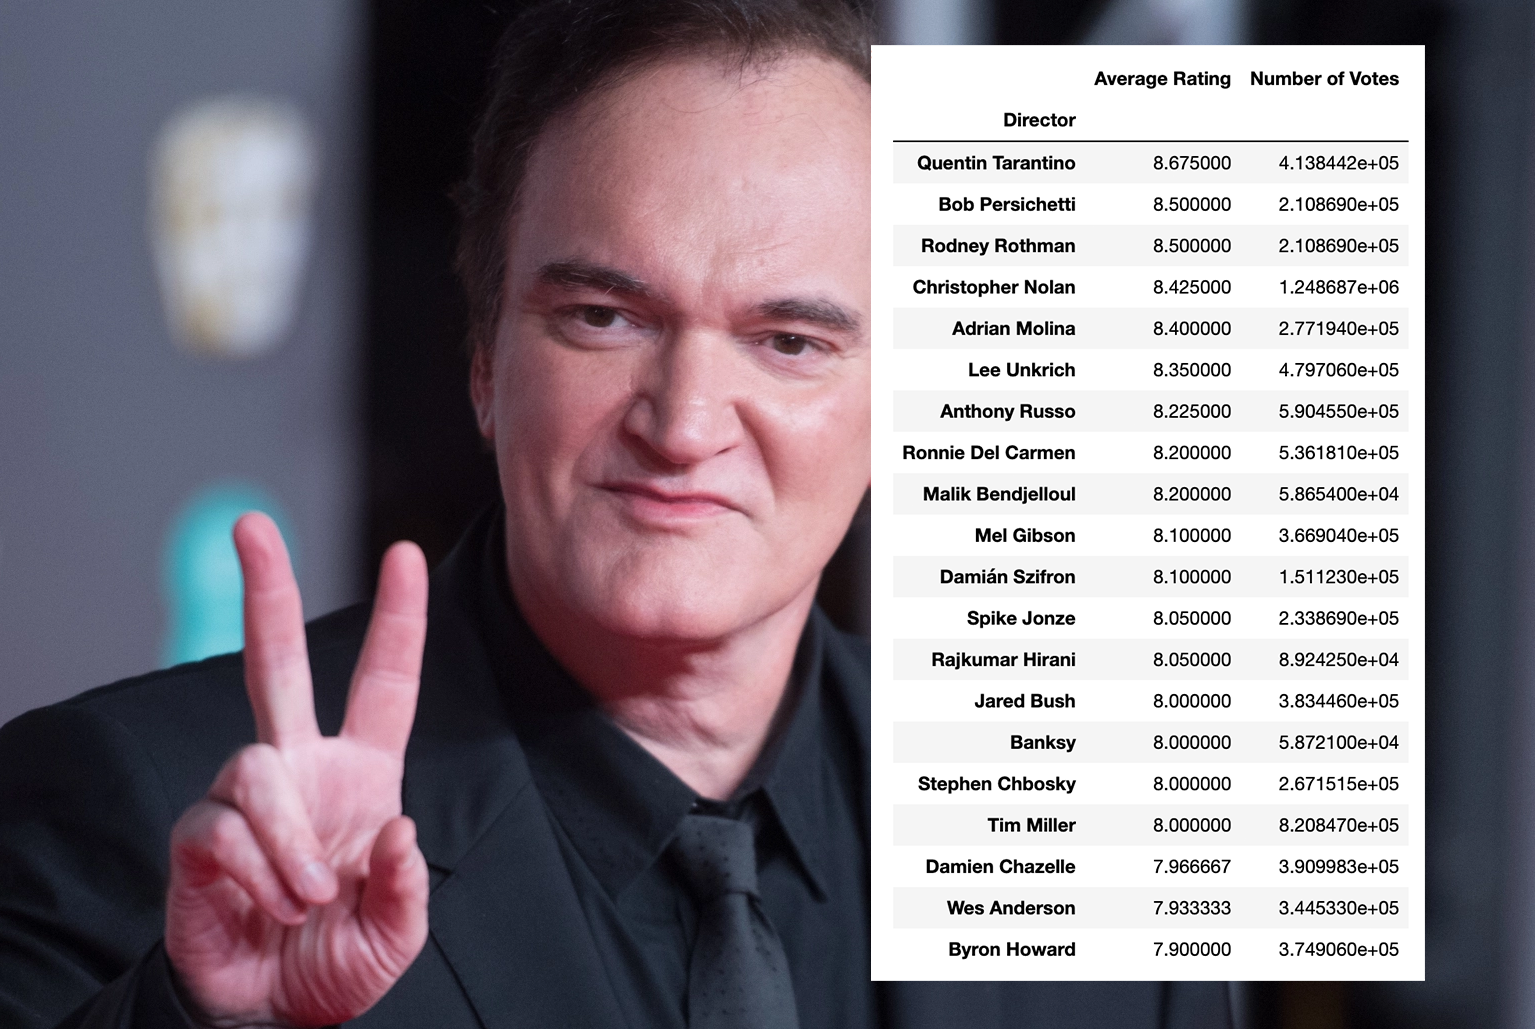 Average Rating Number of Votes
Director
Quentin Tarantino 8.675000 4.138442e+05
Bob Persichetti 8.500000 2.108690e+05
Rodney Rothman 8.500000 2.108690e+05
Christopher Nolan 8.425000 1.248687e+06
Adrian Molina 8.400000 2.771940e+05
Lee Unkrich 8.350000 4.797060e+05
Anthony Russo 8.225000 5.904550e+05
Ronnie Del Carmen 8.200000 5.361810e+05
Malik Bendjelloul 8.200000 5.865400e+04
Mel Gibson 8.100000 3.669040e+05
Damián Szifron 8.100000 1.511230e+05
Spike Jonze 8.050000 2.338690e+05
Rajkumar Hirani 8.050000 8.924250e+04
Jared Bush 8.000000 3.834460e+05
Banksy 8.000000 5.872100e+04
Stephen Chbosky 8.000000 2.671515e+05
Tim Miller 8.000000 8.208470e+05
Damien Chazelle 7.966667 3.909983e+05
Wes Anderson 7.933333 3.445330e+05
Byron Howard 7.900000 3.749060e+05